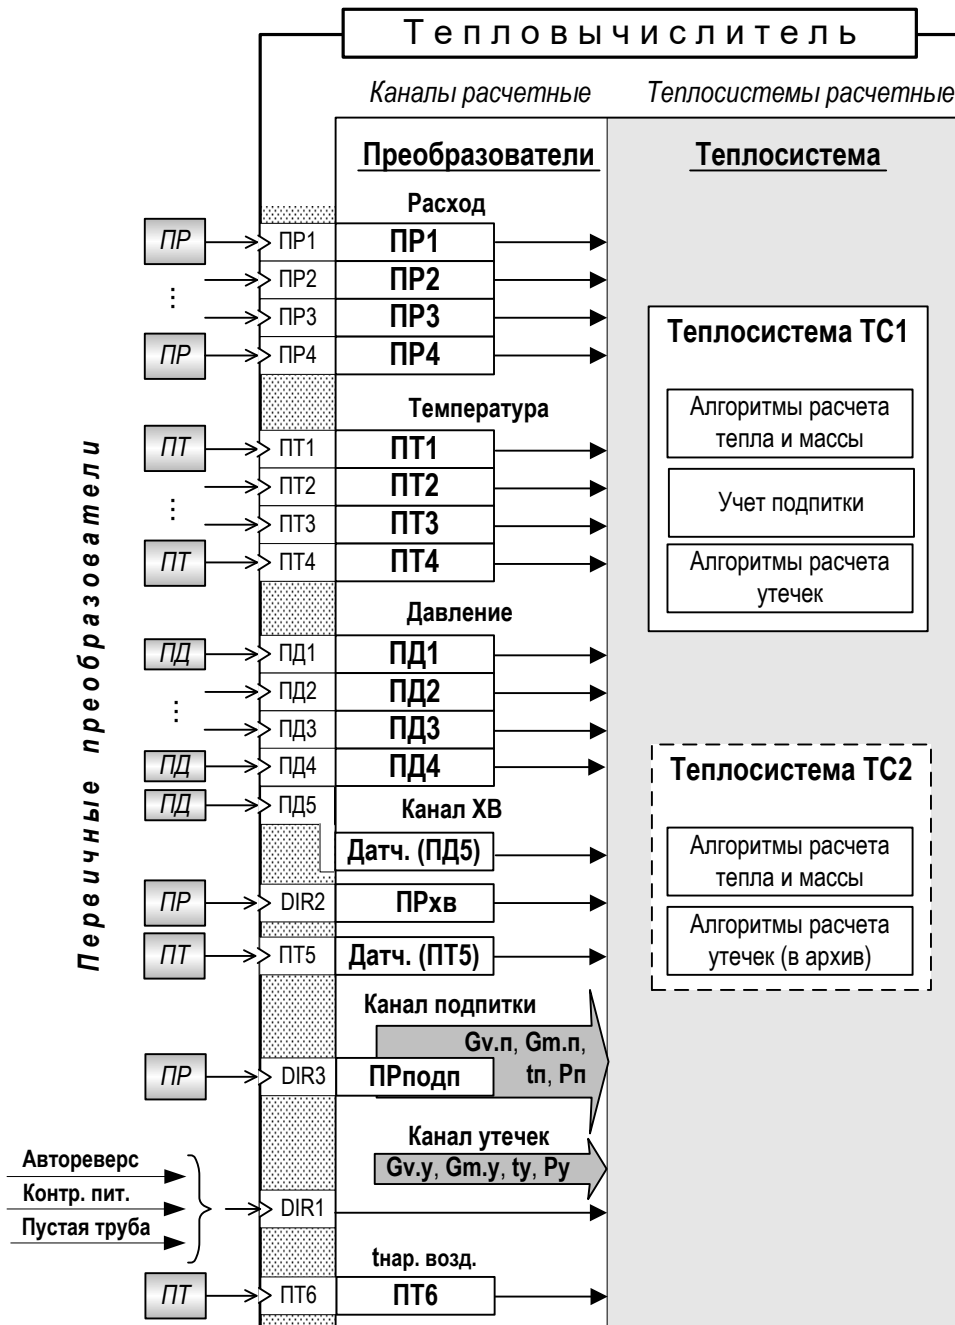 Тепловычислитель
Каналы расчетные
Теплосистемы расчетные
Преобразователи
Теплосистема
Расход
ПР ПР1 ПР1
ПР2 ПР2
...
ПР3 ПР3
ПР ПР4 ПР4
Температура
ПТ ПТ1 ПТ1
ПТ2 ПТ2
...
ПТ3 ПТ3
ПТ ПТ4 ПТ4
Давление
ПД ПД1 ПД1
ПД2 ПД2
...
ПД3 ПД3
ПД ПД4 ПД4
ПД ПД5
Канал ХВ
Датч. (ПД5)
ПР DIR2 ПРхв
ПТ ПТ5 Датч. (ПТ5)
Канал подпитки
Gv.п, Gm.п,
tп, Pп
ПР DIR3 ПРподп
Канал утечек
Gv.у, Gm.у, tу, Pу
Автореверс
Контр. пит.
Пустая труба
DIR1
tнар. возд.
ПТ ПТ6 ПТ6
Первичные преобразователи
Теплосистема ТС1
Алгоритмы расчета
тепла и массы
Учет подпитки
Алгоритмы расчета
утечек
Теплосистема ТС2
Алгоритмы расчета
тепла и массы
Алгоритмы расчета
утечек (в архив)